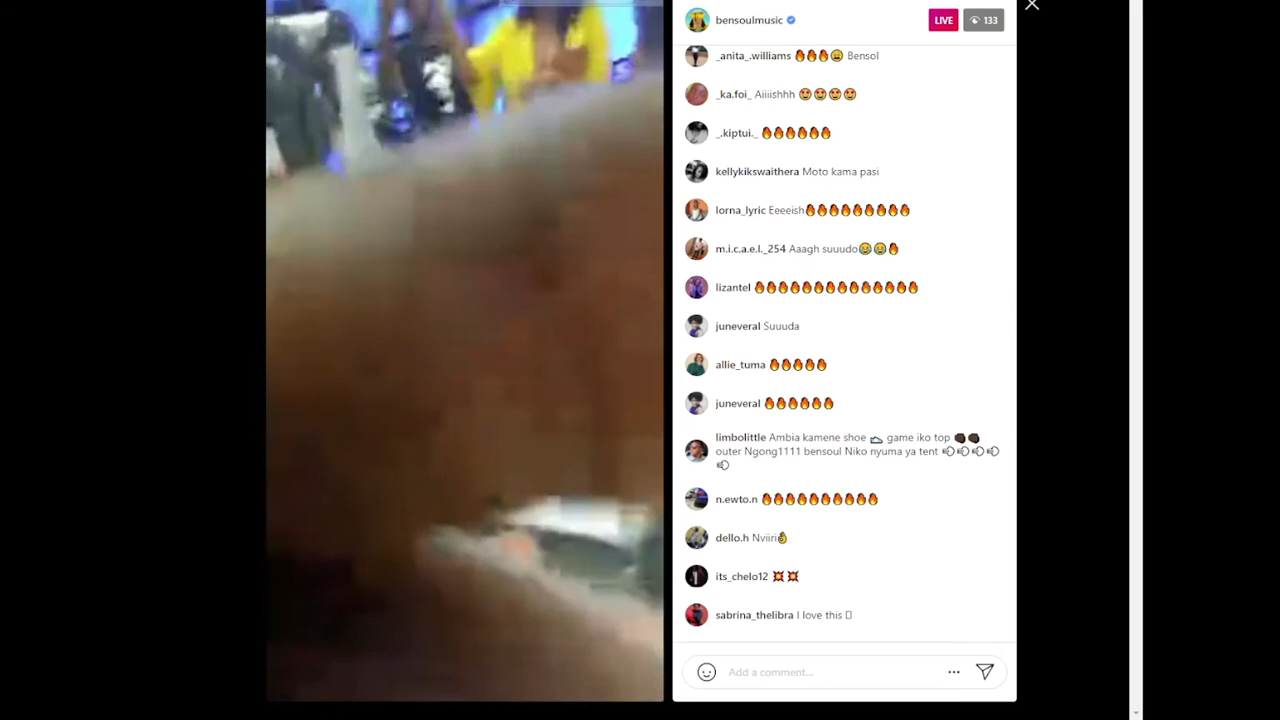 bensoulmusic
LIVE
133
_anita_.williams 🔥🔥🔥😩 Bensol
_ka.foi_ Aiiiishhh 😍😍😍😍
_.kiptui._ 🔥🔥🔥🔥🔥🔥
kellykikswaithera Moto kama pasi
lorna_lyric Eeeeish🔥🔥🔥🔥🔥🔥🔥🔥🔥
m.i.c.a.e.l._254 Aaagh suuudo😂😂🔥
lizantel 🔥🔥🔥🔥🔥🔥🔥🔥🔥🔥🔥🔥🔥🔥
juneveral Suuuda
allie_tuma 🔥🔥🔥🔥🔥
juneveral 🔥🔥🔥🔥🔥🔥
limbolittle Ambia kamene shoe 👟 game iko top 👊🏿👊🏿
outer Ngong1111 bensoul Niko nyuma ya tent 💨💨💨💨
💨
n.ewto.n 🔥🔥🔥🔥🔥🔥🔥🔥🔥🔥
dello.h Nviiri👌
its_chelo12 💥💥
sabrina_thelibra I love this
Add a comment...